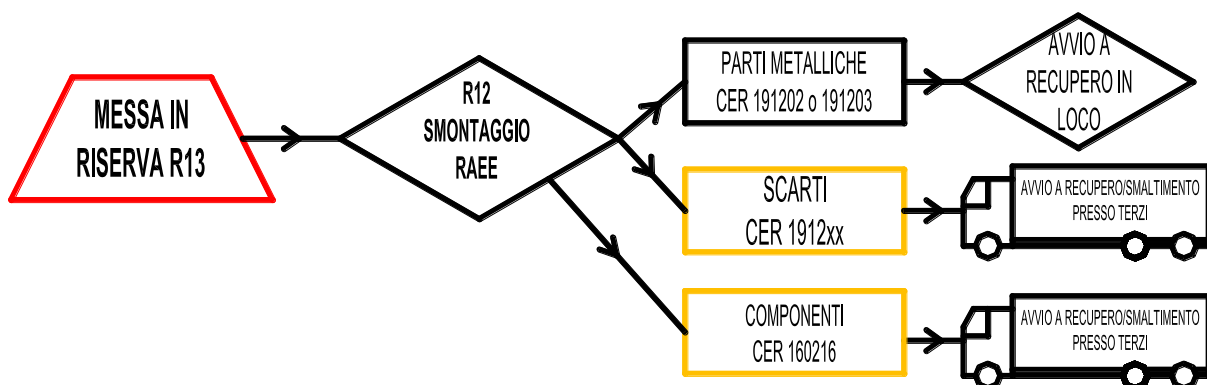 MESSA IN
RISERVA R13
R12
SMONTAGGIO
RAEE
PARTI METALLICHE
CER 191202 o 191203
AVVIO A
RECUPERO IN
LOCO
SCARTI
CER 1912xx
AVVIO A RECUPERO/SMALTIMENTO
PRESSO TERZI
COMPONENTI
CER 160216
AVVIO A RECUPERO/SMALTIMENTO
PRESSO TERZI